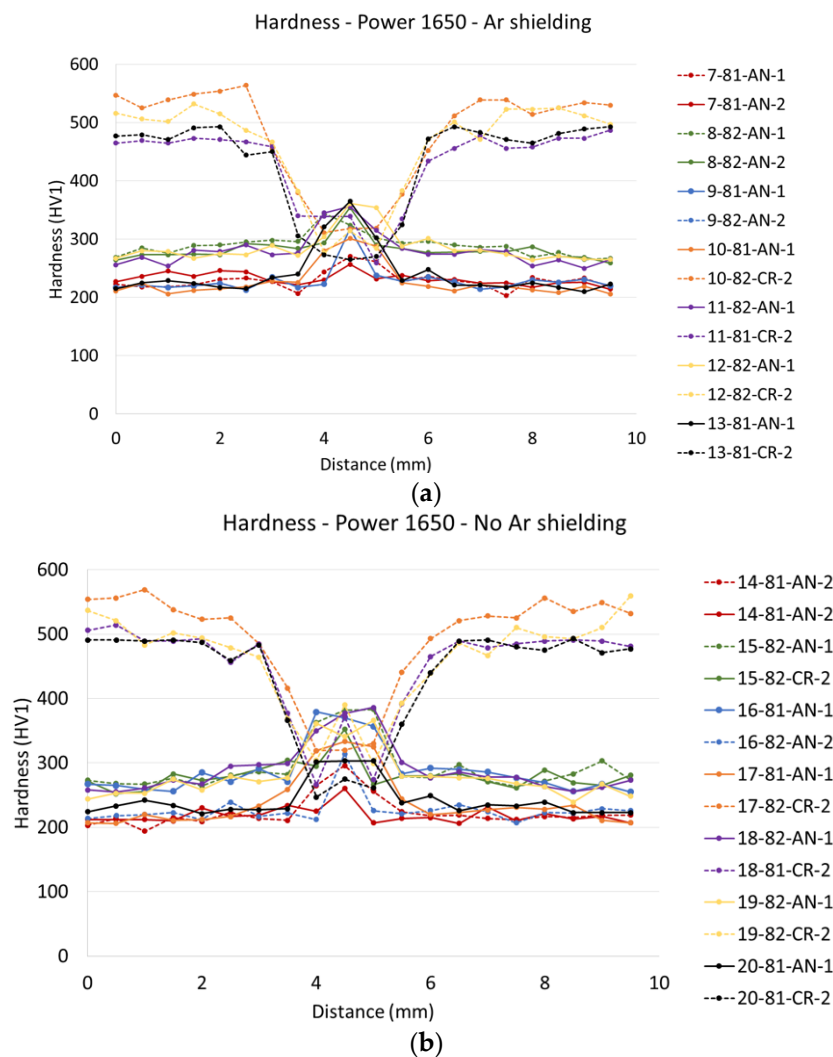 Hardness - Power 1650 - Ar shielding
600
500
400
300
200
100
0
Hardness (HV1)
0 2 4 6 8 10
Distance (mm)
7-81-AN-1
7-81-AN-2
8-82-AN-1
8-82-AN-2
9-81-AN-1
9-82-AN-2
10-81-AN-1
10-82-CR-2
11-82-AN-1
11-81-CR-2
12-82-AN-1
12-82-CR-2
13-81-AN-1
13-81-CR-2
(a)
Hardness - Power 1650 - No Ar shielding
600
500
400
300
200
100
0
Hardness (HV1)
0 2 4 6 8 10
Distance (mm)
14-81-AN-2
14-81-AN-2
15-82-AN-1
15-82-CR-2
16-81-AN-1
16-82-AN-2
17-81-AN-1
17-82-CR-2
18-82-AN-1
18-81-CR-2
19-82-AN-1
19-82-CR-2
20-81-AN-1
20-81-CR-2
(b)